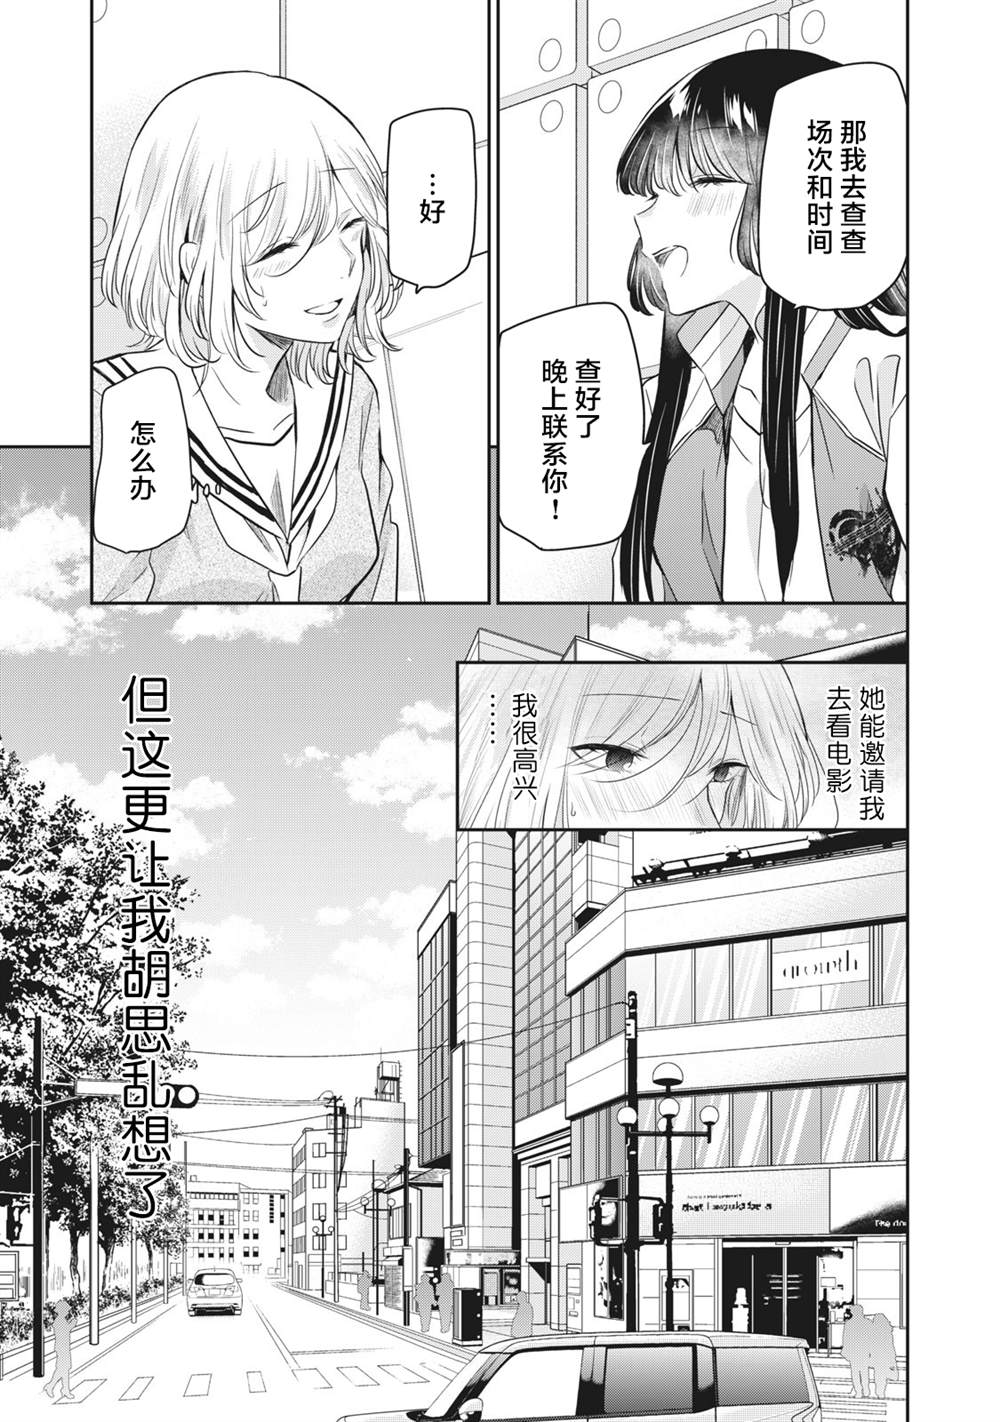 那我去查查
场次和时间
查好了
晚上联系你！
…好
怎么办
她能邀请我
去看电影
我很高兴
……
但这更让我胡思乱想了
growth